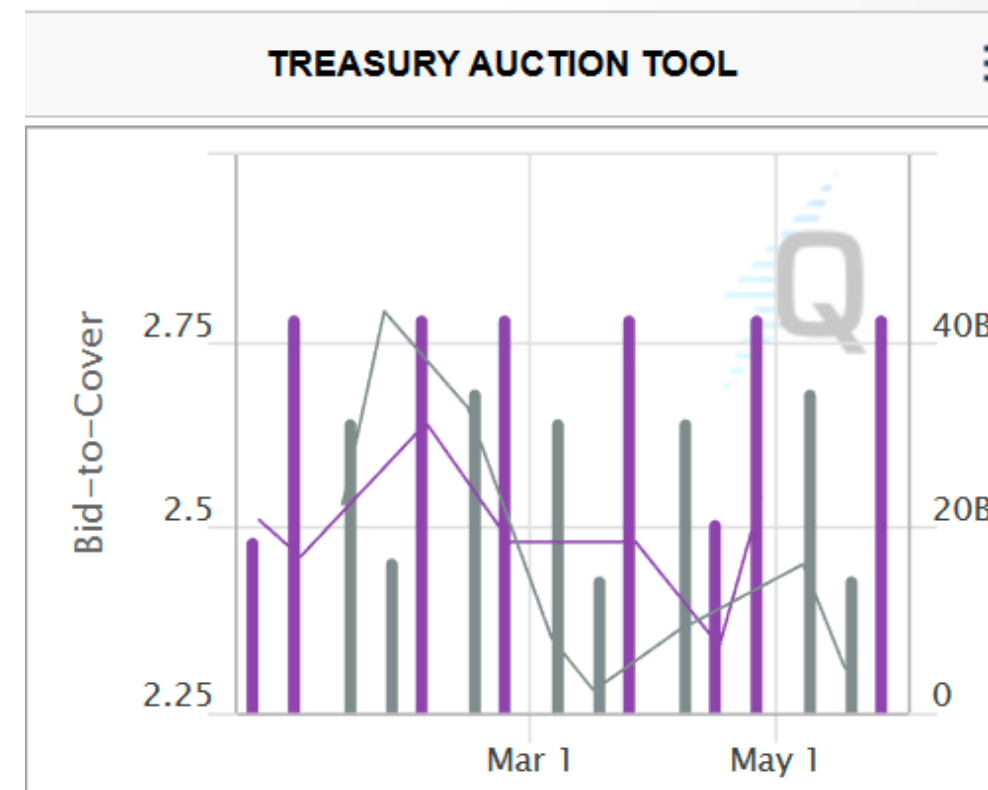 TREASURY AUCTION TOOL
Bid-to-Cover
2.75
2.5
2.25
40B
20B
0
Mar 1
May 1
Q